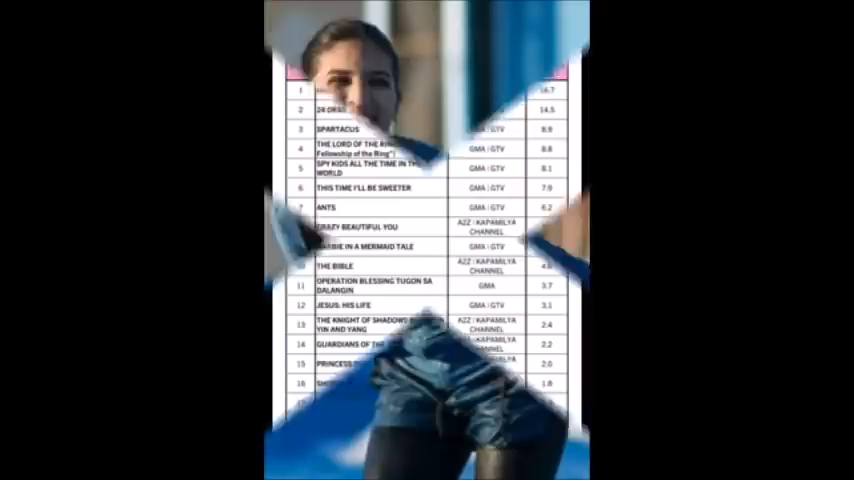 1 16.7
2 24 ORAS 14.5
3 SPARTACUS GTV 8.9
4 THE LORD OF THE GMA | GTV 8.8
Fellowship of the Ring")
5 SPY KIDS ALL THE TIME IN GMA | GTV 8.1
WORLD
6 THIS TIME I'LL BE SWEETER GMA | GTV 7.9
7 ANTS GMA | GTV 6.2
CRAZY BEAUTIFUL YOU A2Z | KAPAMILYA
CHANNEL
IN A MERMAID TALE GMA | GTV
THE BIBLE A2Z | KAPAMILYA
CHANNEL
11 OPERATION BLESSING TUGON SA GMA 3.7
DALANGIN
12 JESUS: HIS LIFE GMA | GTV 3.1
13 THE KNIGHT OF SHADOWS A2Z | KAPAMILYA 2.4
YIN AND YANG CHANNEL
14 GUARDIANS OF THE KAPAMILYA 2.2
15 PRINCESS 2.0
16 1.8